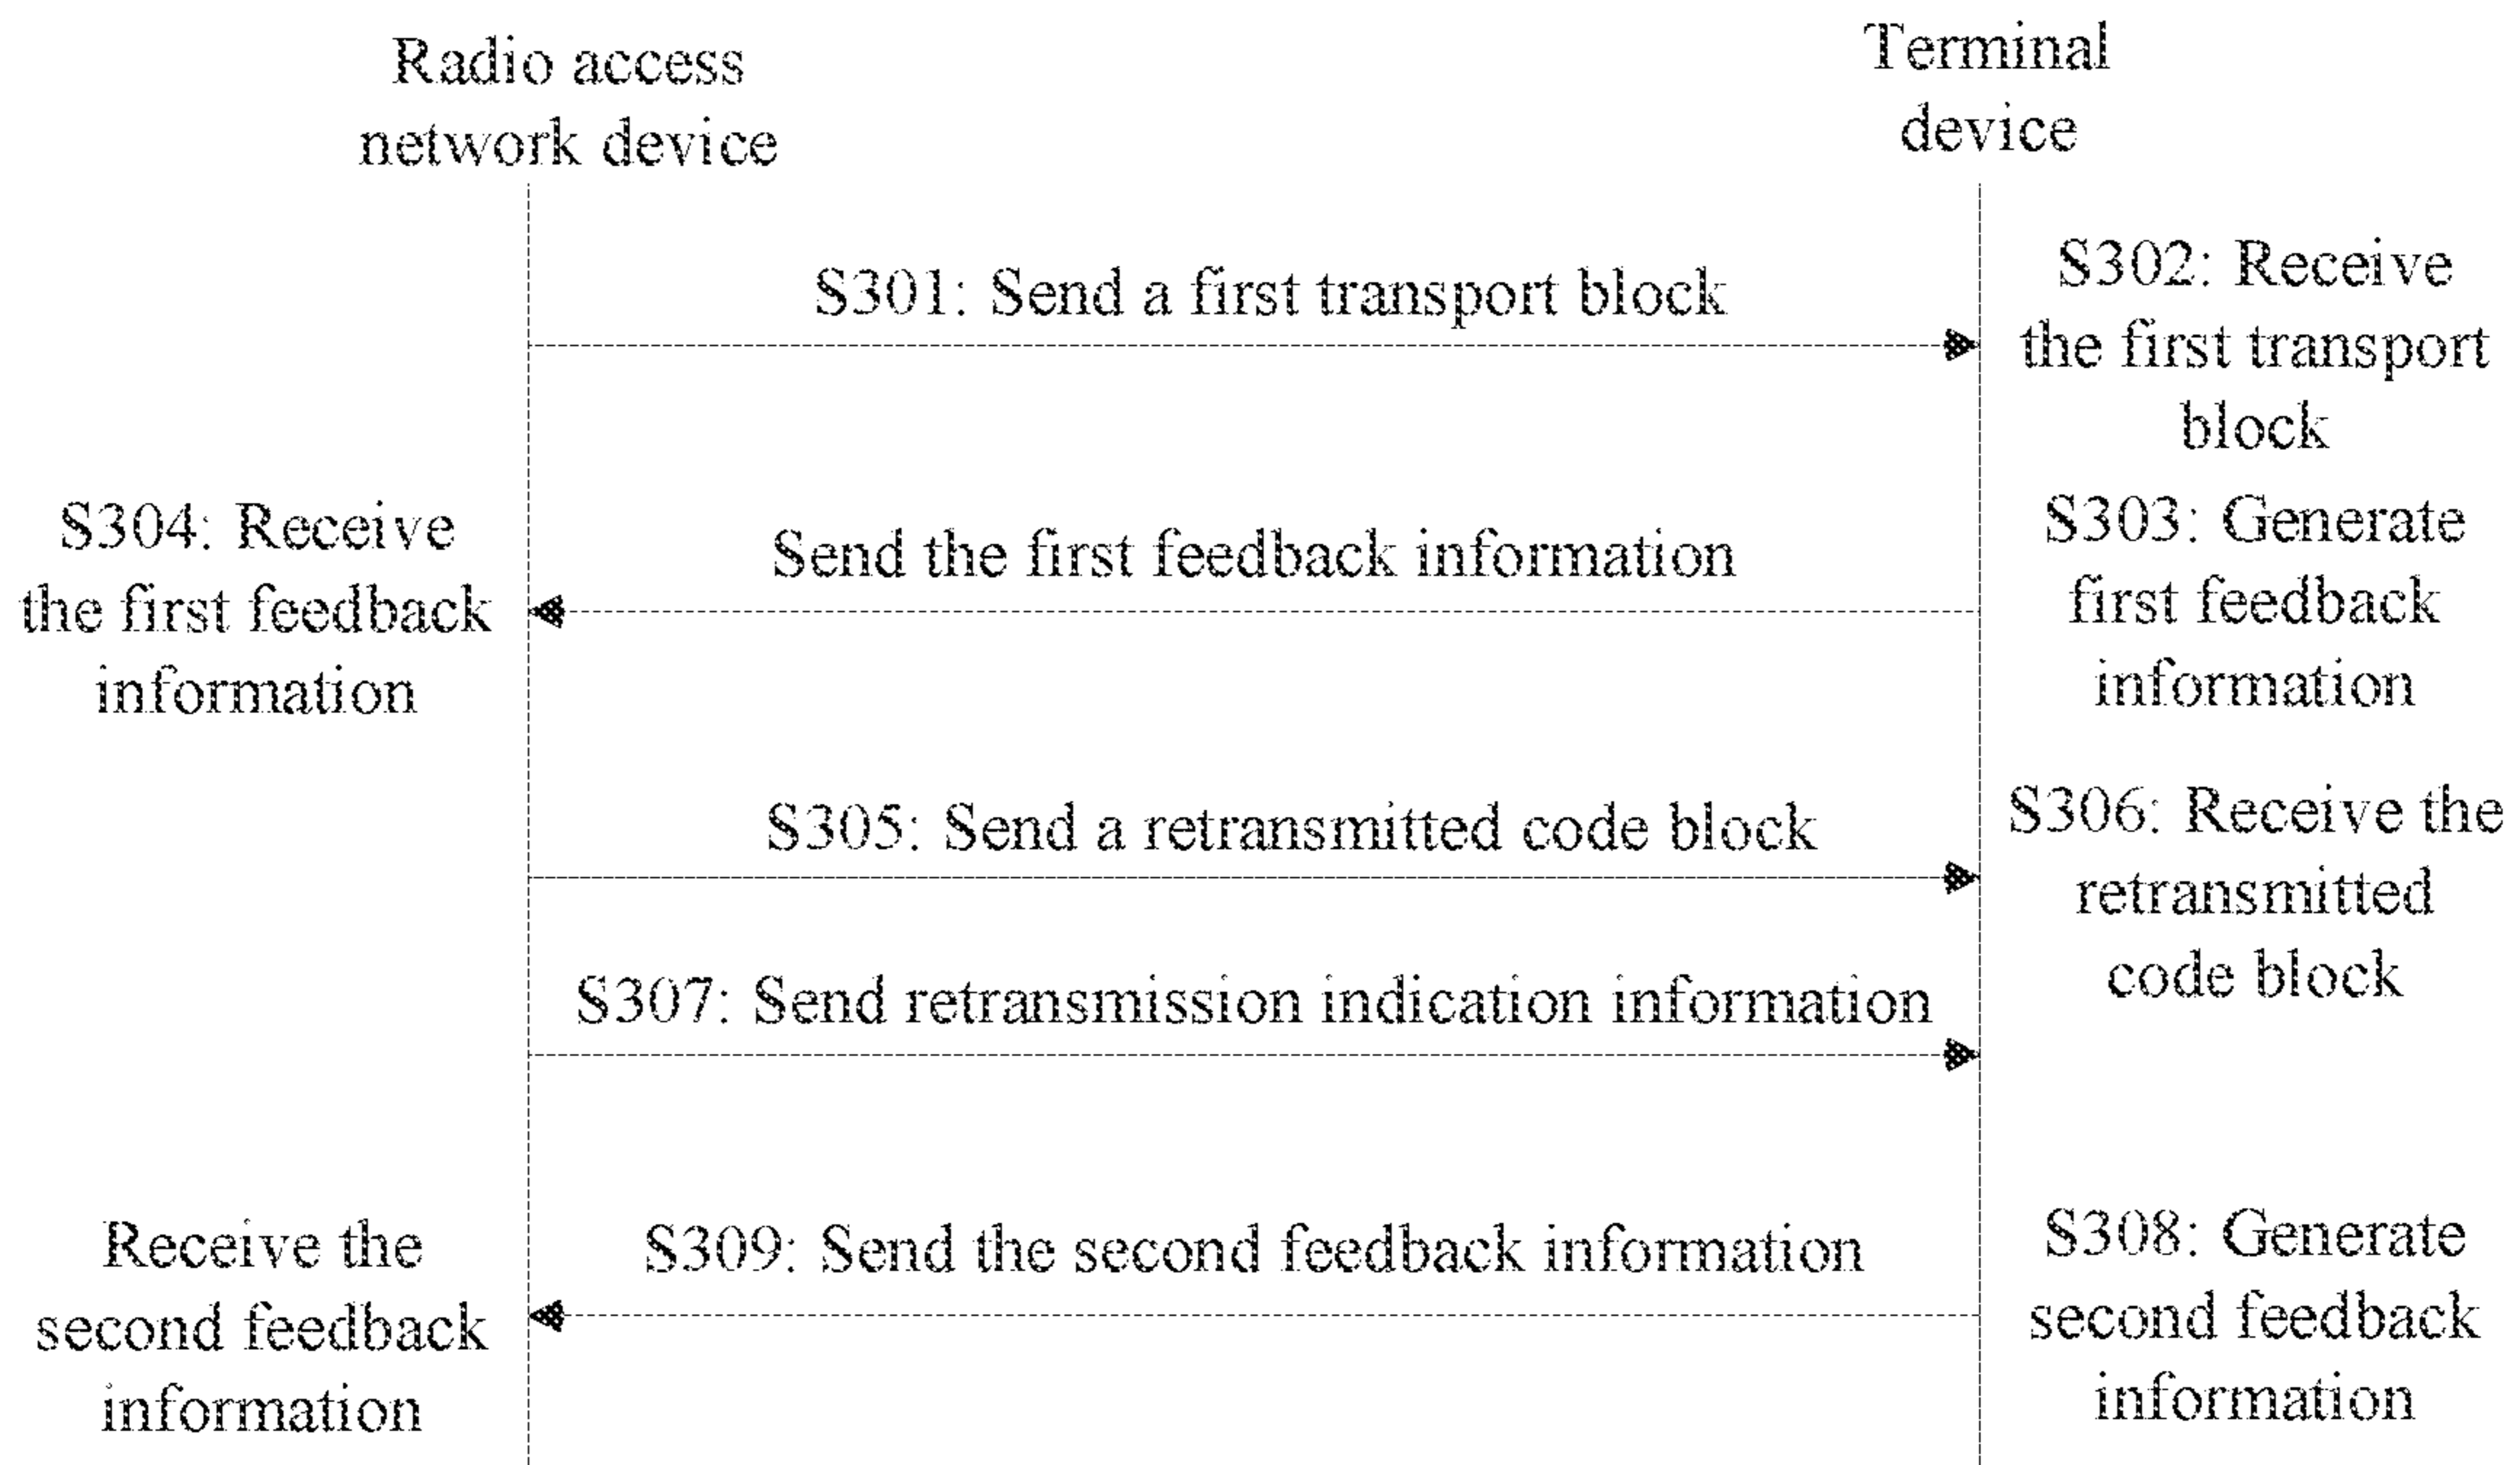 Radio access
network device
Terminal
device
S301: Send a first transport block
S302: Receive
the first transport
block
S304: Receive
the first feedback
information
Send the first feedback information
S303: Generate
first feedback
information
S305: Send a retransmitted code block
S306: Receive the
retransmitted
code block
S307: Send retransmission indication information
Receive the
second feedback
information
S309: Send the second feedback information
S308: Generate
second feedback
information